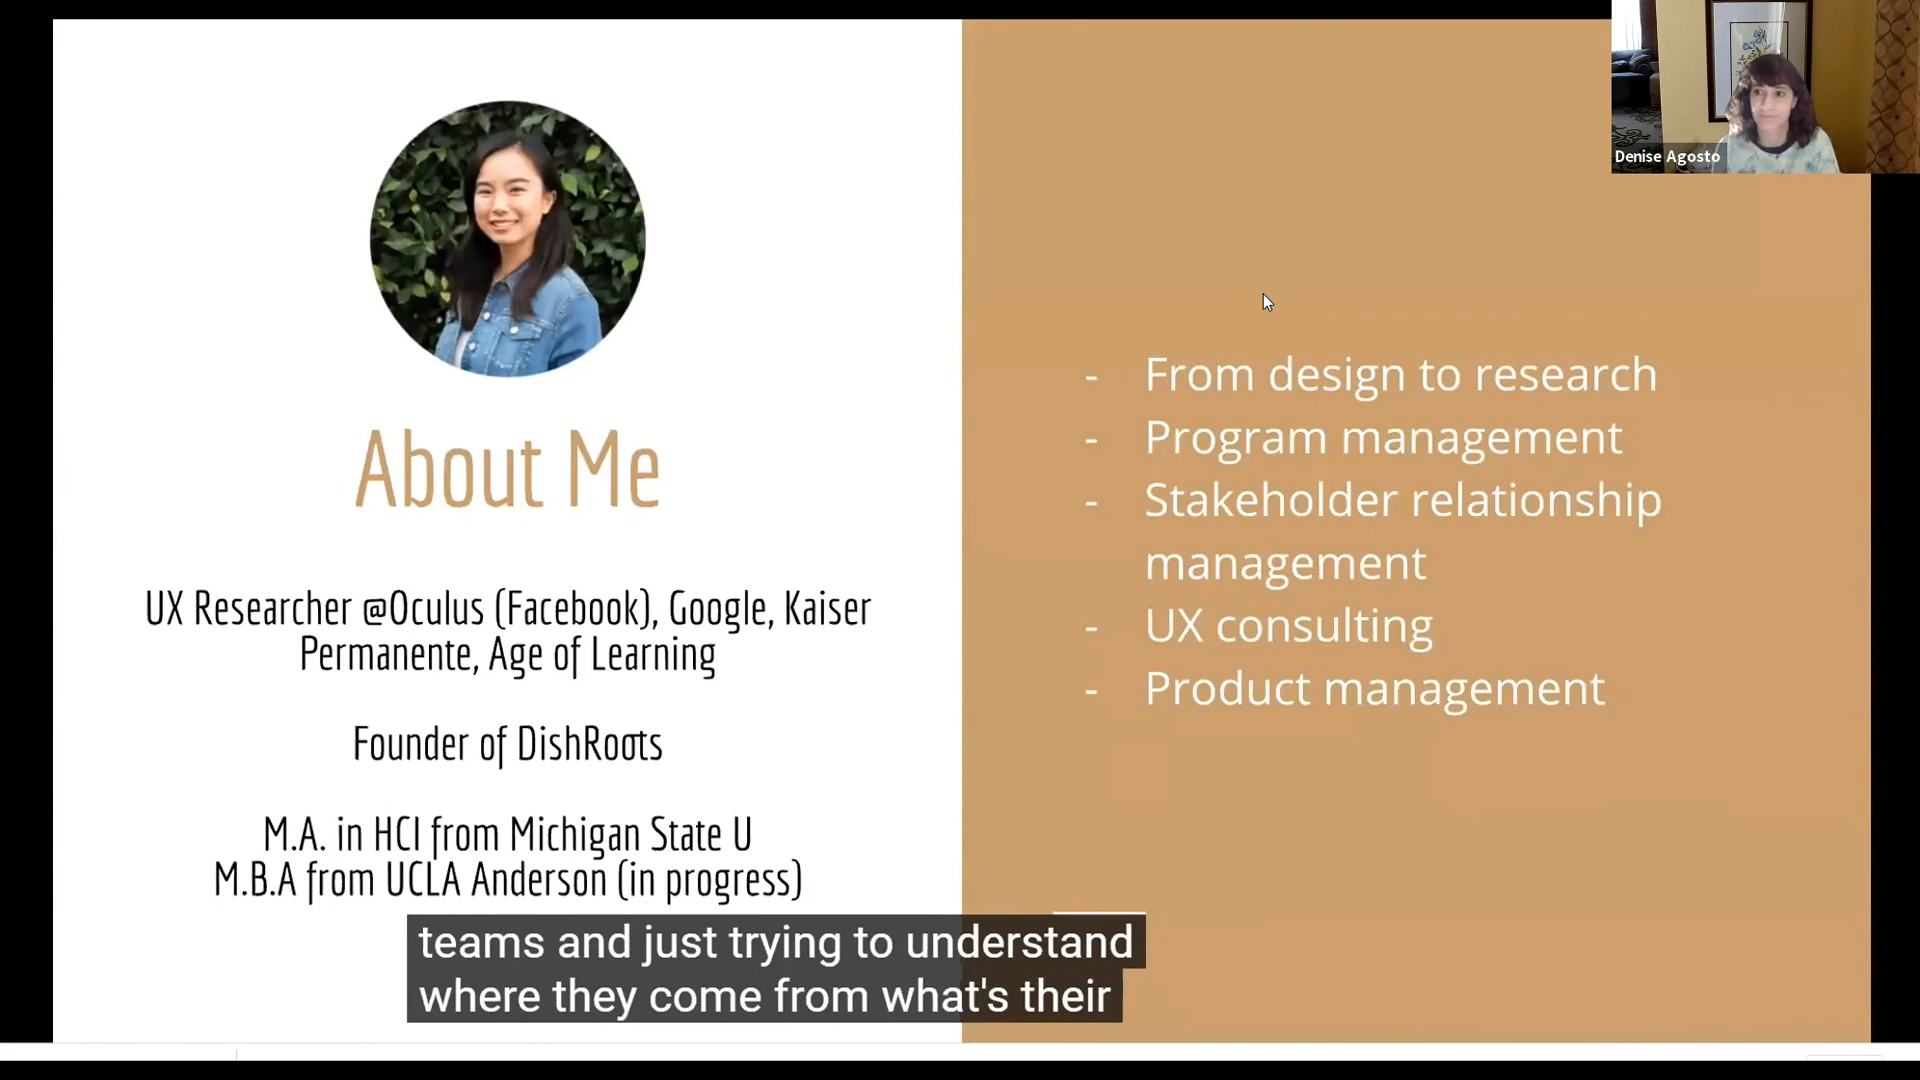 Denise Agosto
About Me
UX Researcher @Oculus (Facebook), Google, Kaiser
Permanente, Age of Learning
Founder of DishRoots
M.A. in HCI from Michigan State U
M.B.A from UCLA Anderson (in progress)
- From design to research
- Program management
- Stakeholder relationship
management
- UX consulting
- Product management
teams and just trying to understand
where they come from what's their